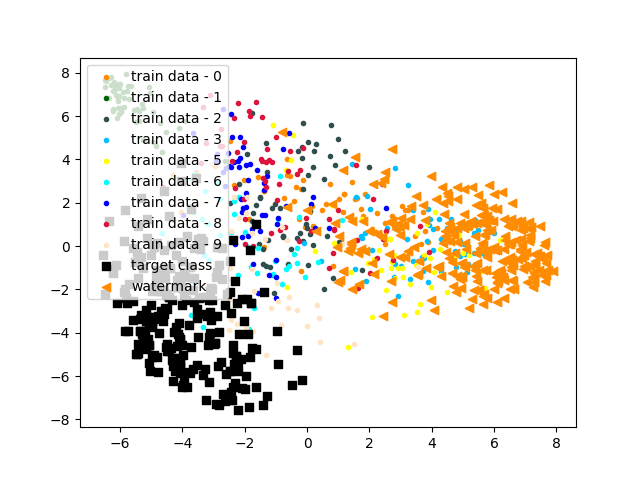 8
6
4
2
0
−2
−4
−6
−8
train data - 0
train data - 1
train data - 2
train data - 3
train data - 5
train data - 6
train data - 7
train data - 8
train data - 9
target class
watermark
−6 −4 −2 0 2 4 6 8